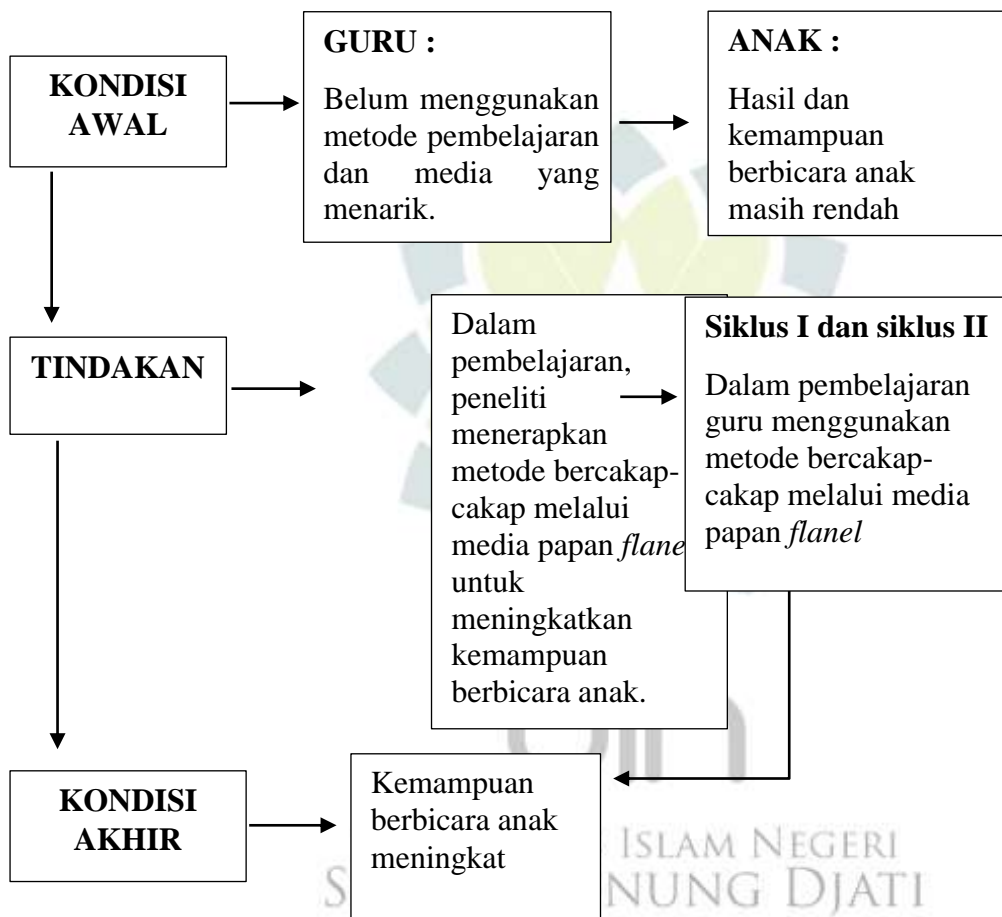 KONDISI
AWAL
GURU :
Belum menggunakan
metode pembelajaran
dan media yang
menarik.
ANAK :
Hasil dan
kemampuan
berbicara anak
masih rendah
TINDAKAN
Dalam
pembelajaran,
peneliti
menerapkan
metode bercakap-
cakap melalui
media papan flane
untuk
meningkatkan
kemampuan
berbicara anak.
Siklus I dan siklus II
Dalam pembelajaran
guru menggunakan
metode bercakap-
cakap melalui media
papan flanel
KONDISI
AKHIR
Kemampuan
berbicara anak
meningkat
ISLAM NEGERI
DJATI